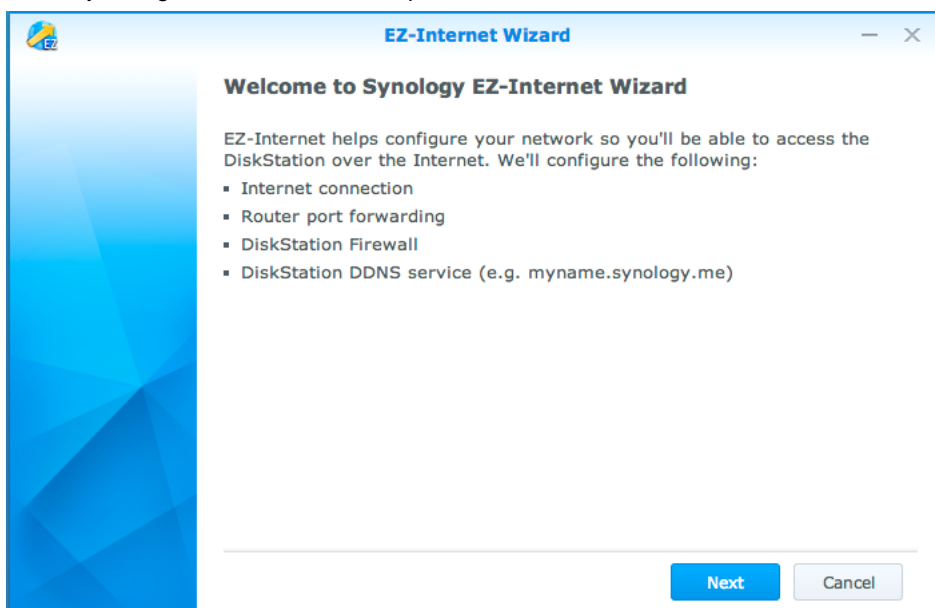 EZ-Internet Wizard
EZ
Welcome to Synology EZ-Internet Wizard
EZ-Internet helps configure your network so you'll be able to access the
DiskStation over the Internet. We'll configure the following:
▪ Internet connection
▪ Router port forwarding
▪ DiskStation Firewall
▪ DiskStation DDNS service (e.g. myname.synology.me)
Next
Cancel